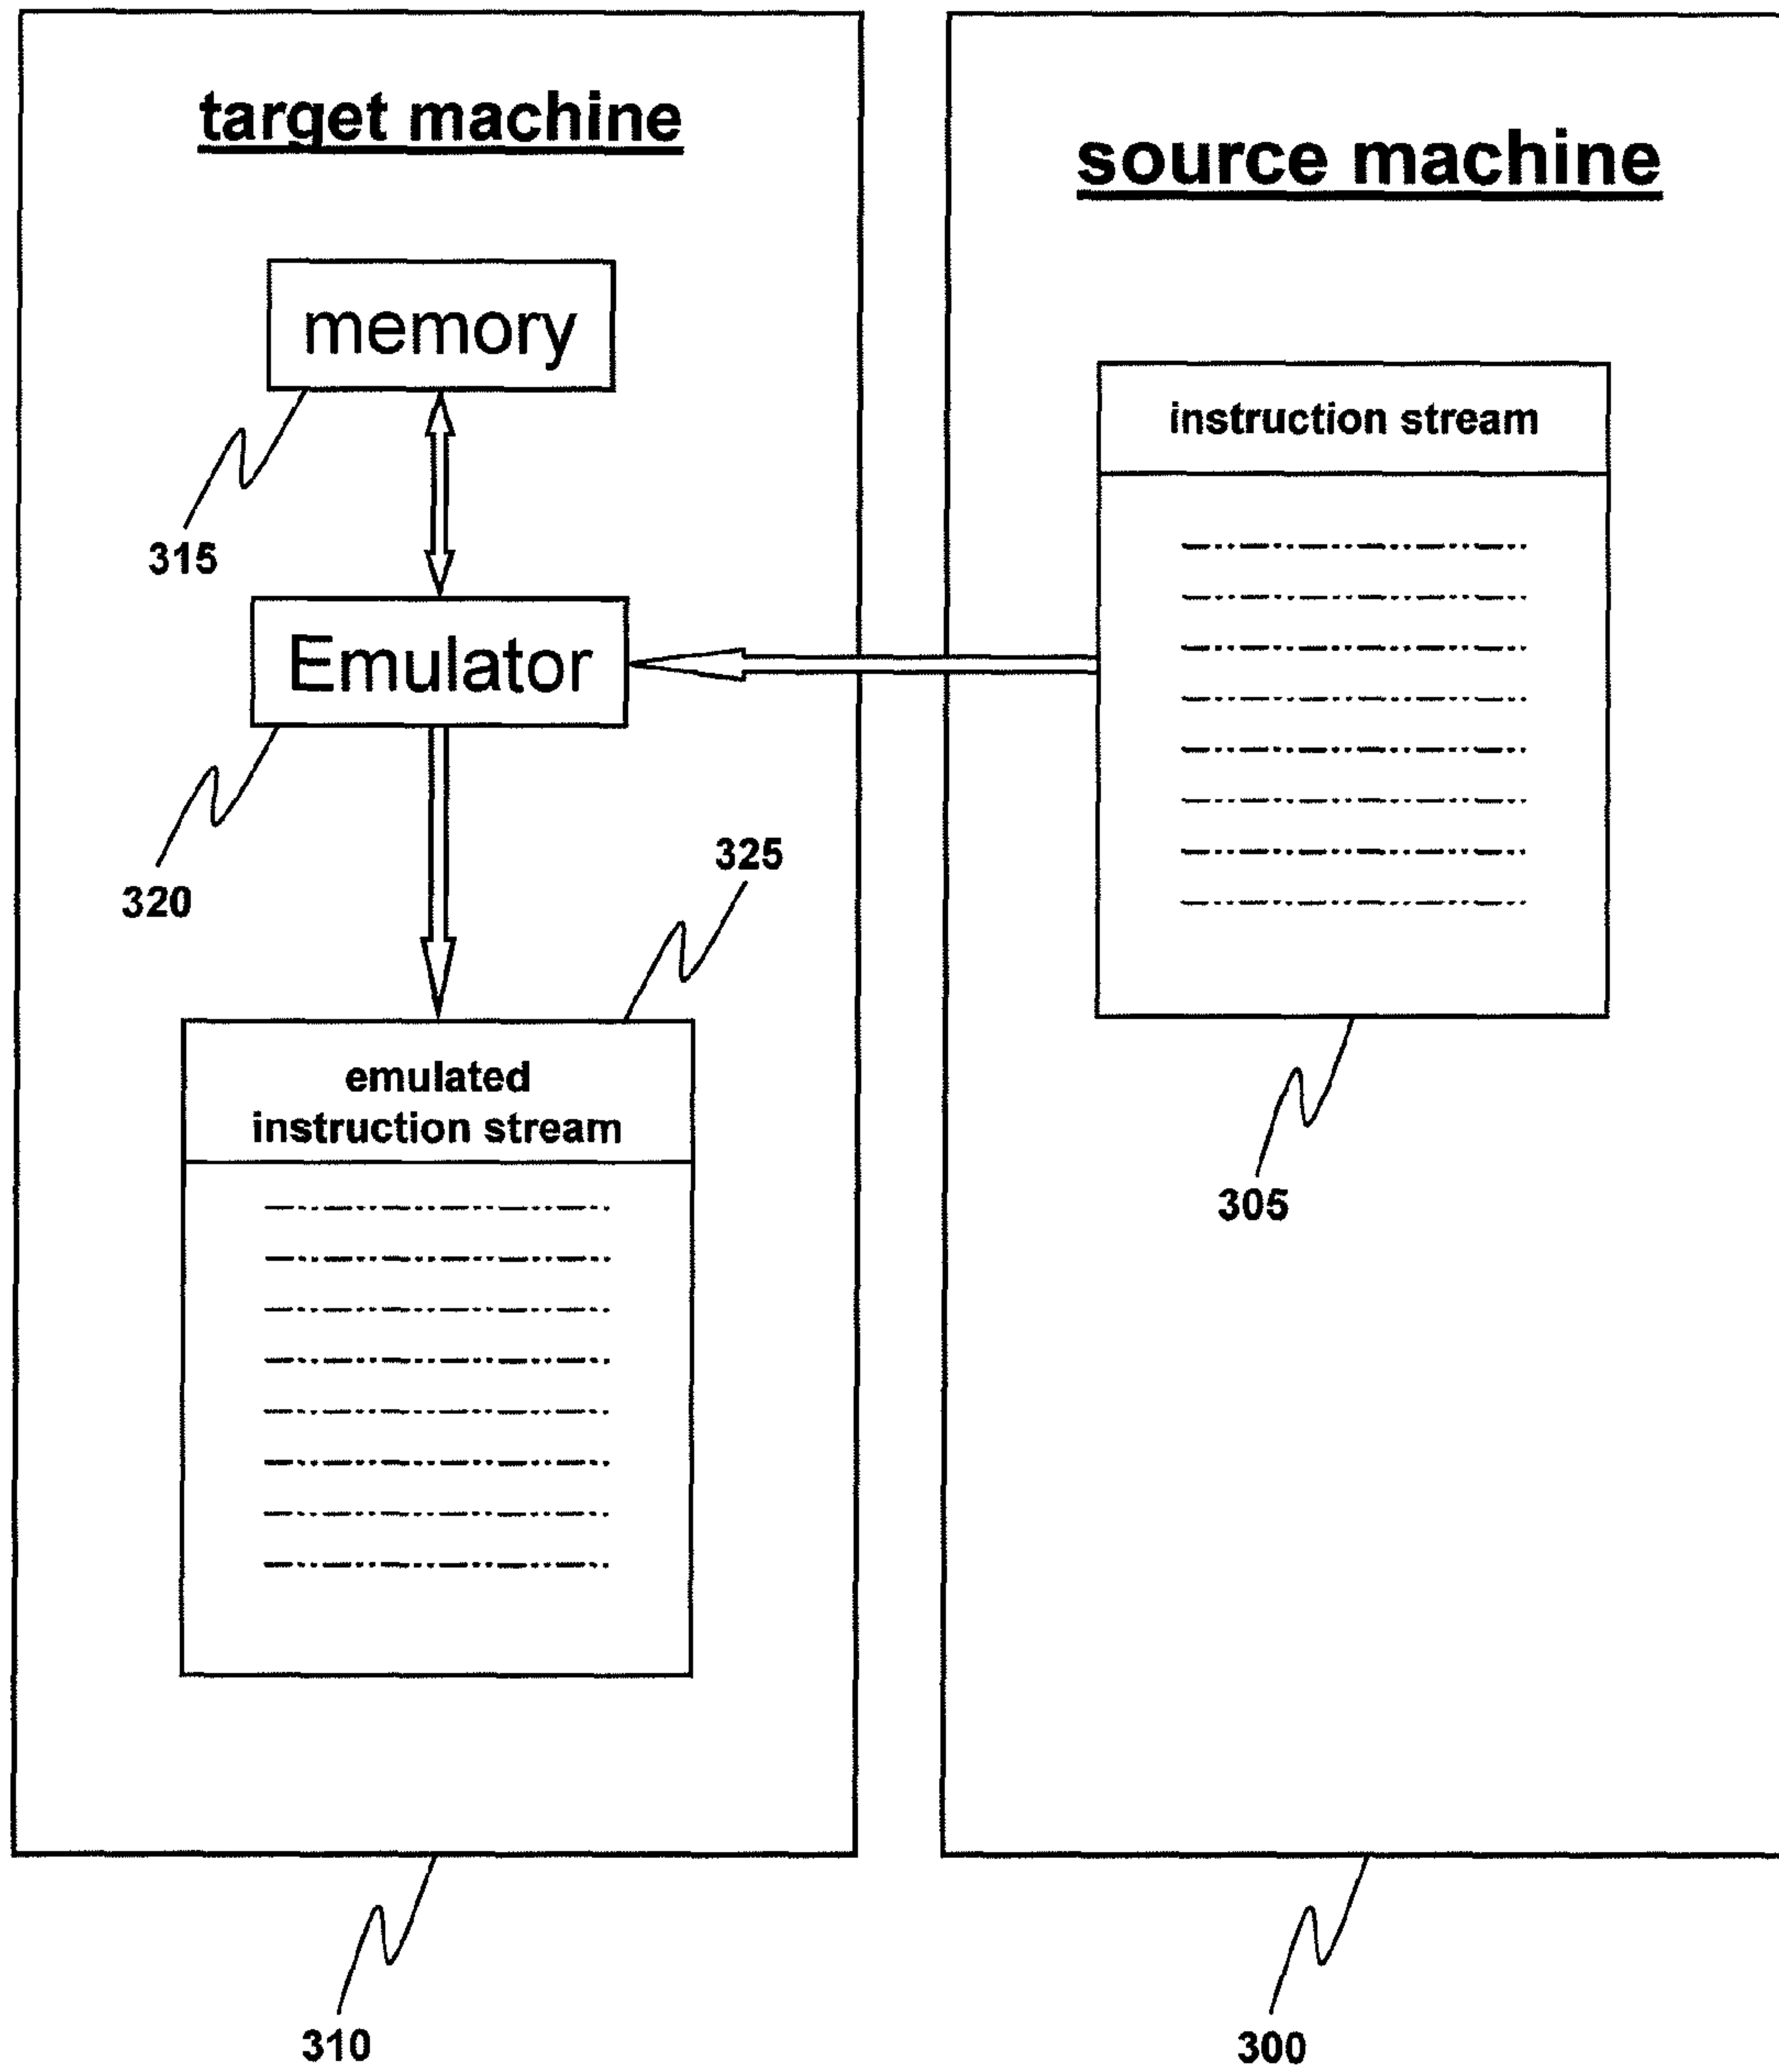 target machine
memory
315
Emulator
320
325
emulated
instruction stream
310
source machine
instruction stream
305
300